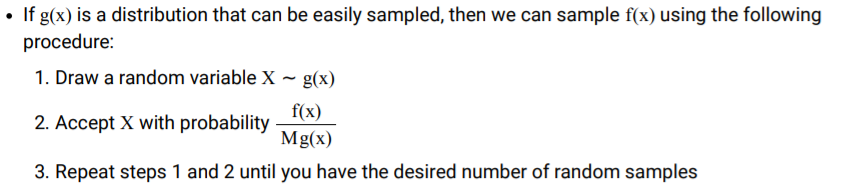 • If g(x) is a distribution that can be easily sampled, then we can sample f(x) using the following
procedure:
1. Draw a random variable X ~ g(x)
2. Accept X with probability f(x) / Mg(x)
3. Repeat steps 1 and 2 until you have the desired number of random samples